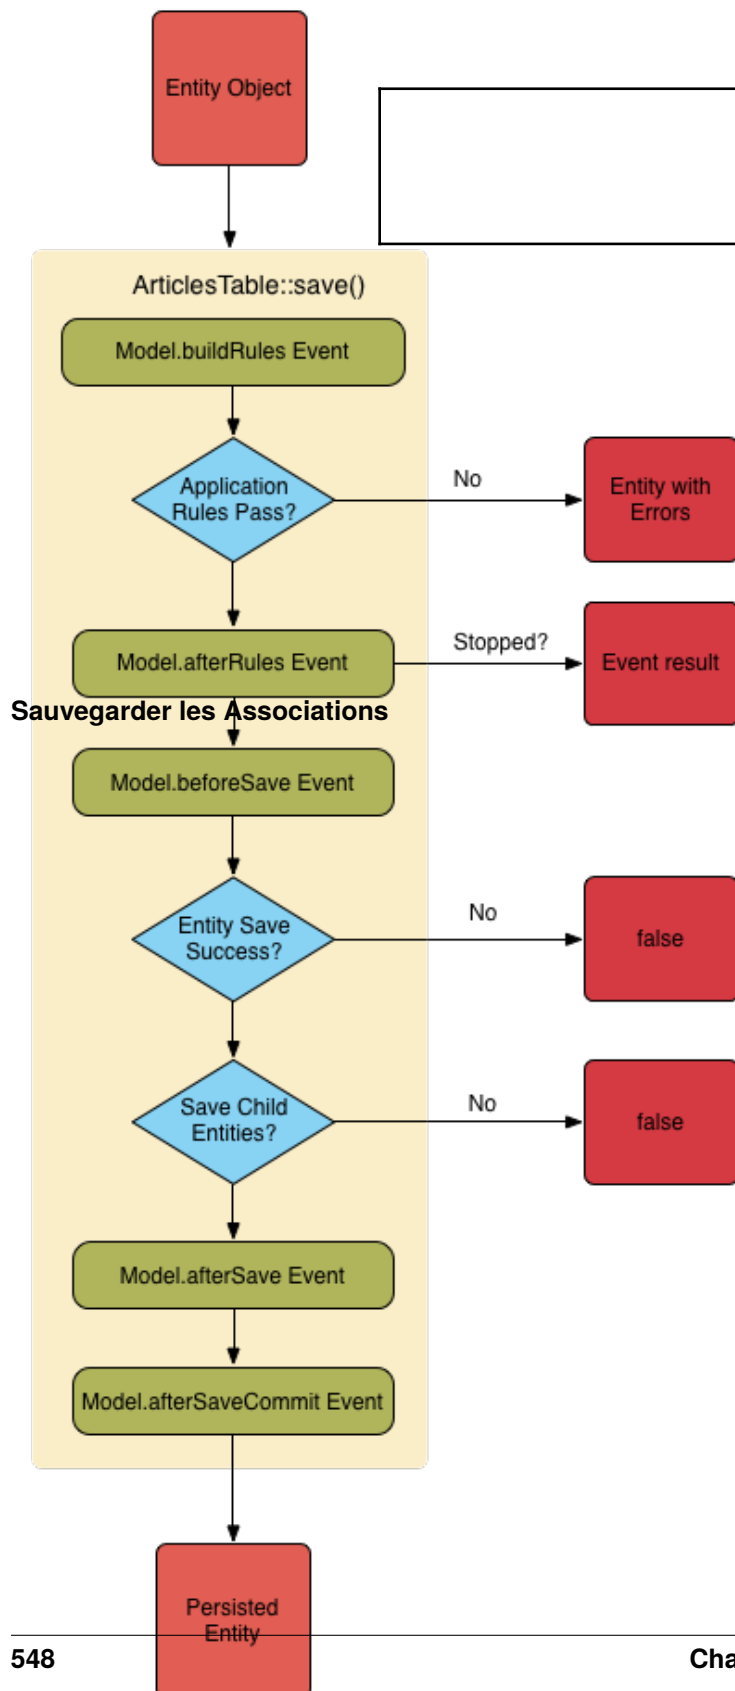 Entity Object
ArticlesTable::save()
Model.buildRules Event
Application
Rules Pass?
No
Entity with
Errors
Model.afterRules Event
Stopped?
Event result
Sauvegarder les Associations
Model.beforeSave Event
Entity Save
Success?
No
false
Save Child
Entities?
No
false
Model.afterSave Event
Model.afterSaveCommit Event
Persisted
Entity
548
Cha